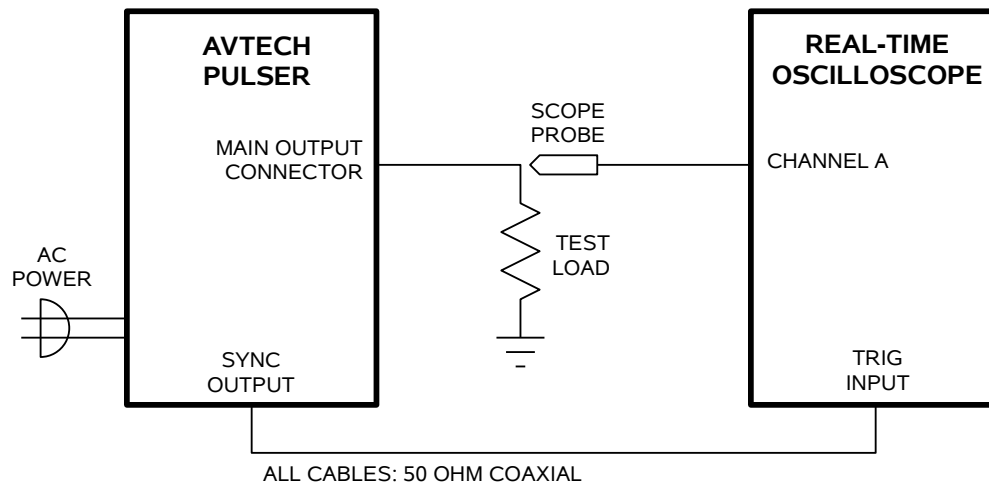 AVTECH
PULSER
REAL-TIME
OSCILLOSCOPE
SCOPE
PROBE
MAIN OUTPUT
CONNECTOR
CHANNEL A
TEST
LOAD
AC
POWER
SYNC
OUTPUT
TRIG
INPUT
ALL CABLES: 50 OHM COAXIAL